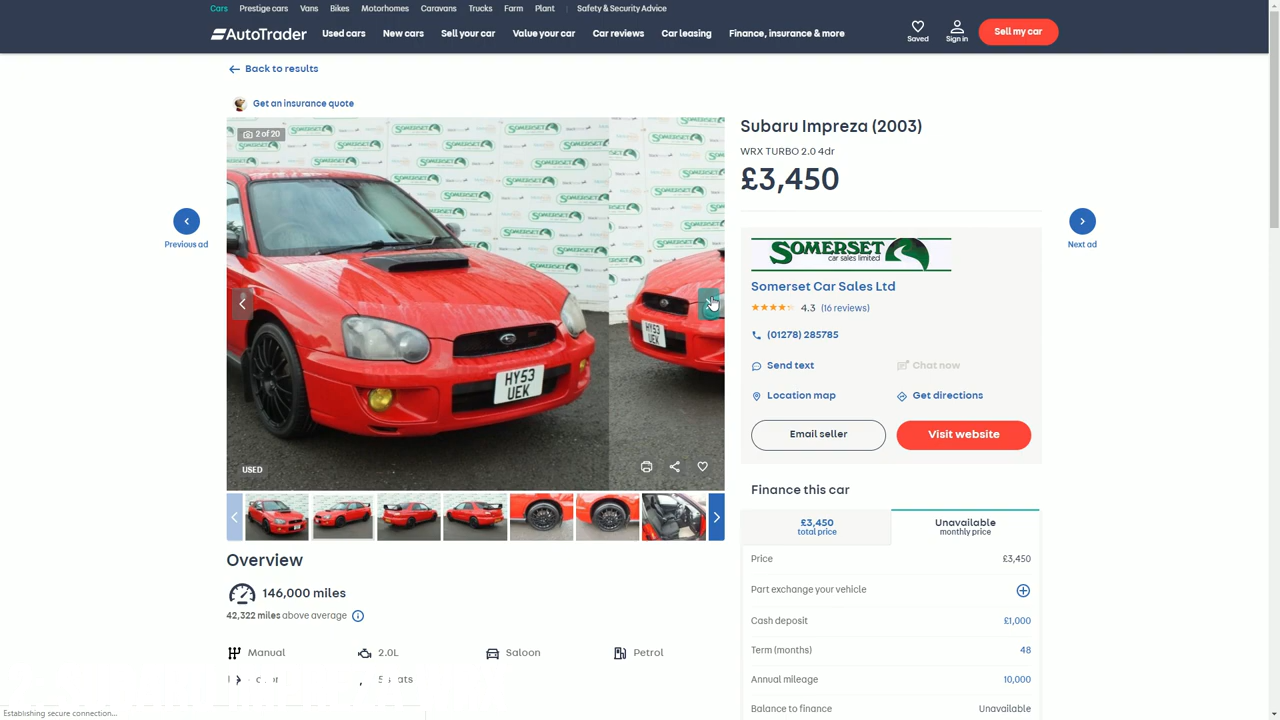 Cars Prestige cars Vans Bikes Motorhomes Caravans Trucks Farm Plant Safety & Security Advice
AutoTrader Used cars New cars Sell your car Value your car Car reviews Car leasing Finance, insurance & more Saved Sign in Sell my car
Back to results
Get an insurance quote
2 of 20
SOMERSET
HY53
UEK
HY53
UEK
USED
Previous ad
Next ad
Subaru Impreza (2003)
WRX TURBO 2.0 4dr
£3,450
SOMERSET
car sales limited
Somerset Car Sales Ltd
4.3 (16 reviews)
(01278) 285785
Send text Chat now
Location map Get directions
Email seller Visit website
Finance this car
£3,450 Unavailable
total price monthly price
Price £3,450
Part exchange your vehicle
Cash deposit £1,000
Term (months) 48
Annual mileage 10,000
Balance to finance Unavailable
Overview
146,000 miles
42,322 miles above average
Manual 2.0L Saloon Petrol
Establishing secure connection...